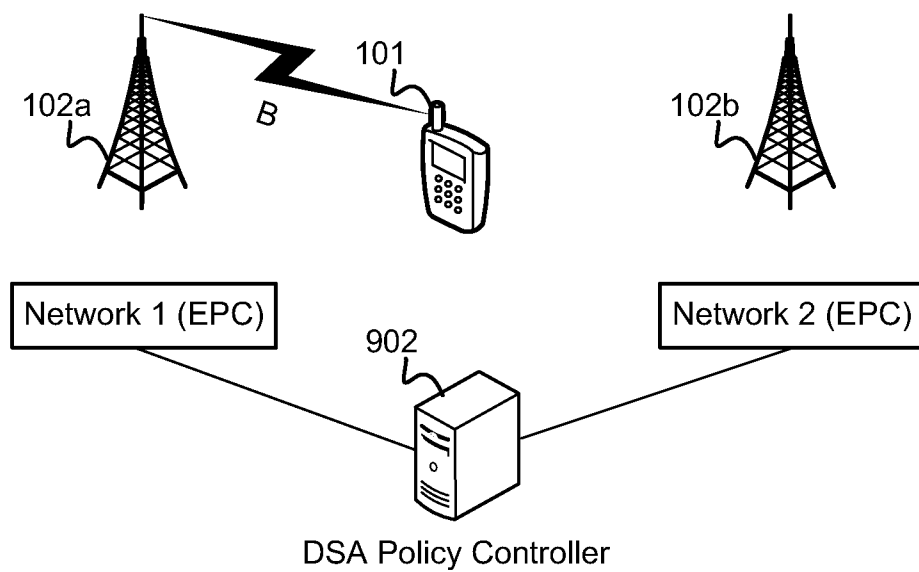 101
102a
102b
B
Network 1 (EPC)
Network 2 (EPC)
902
DSA Policy Controller